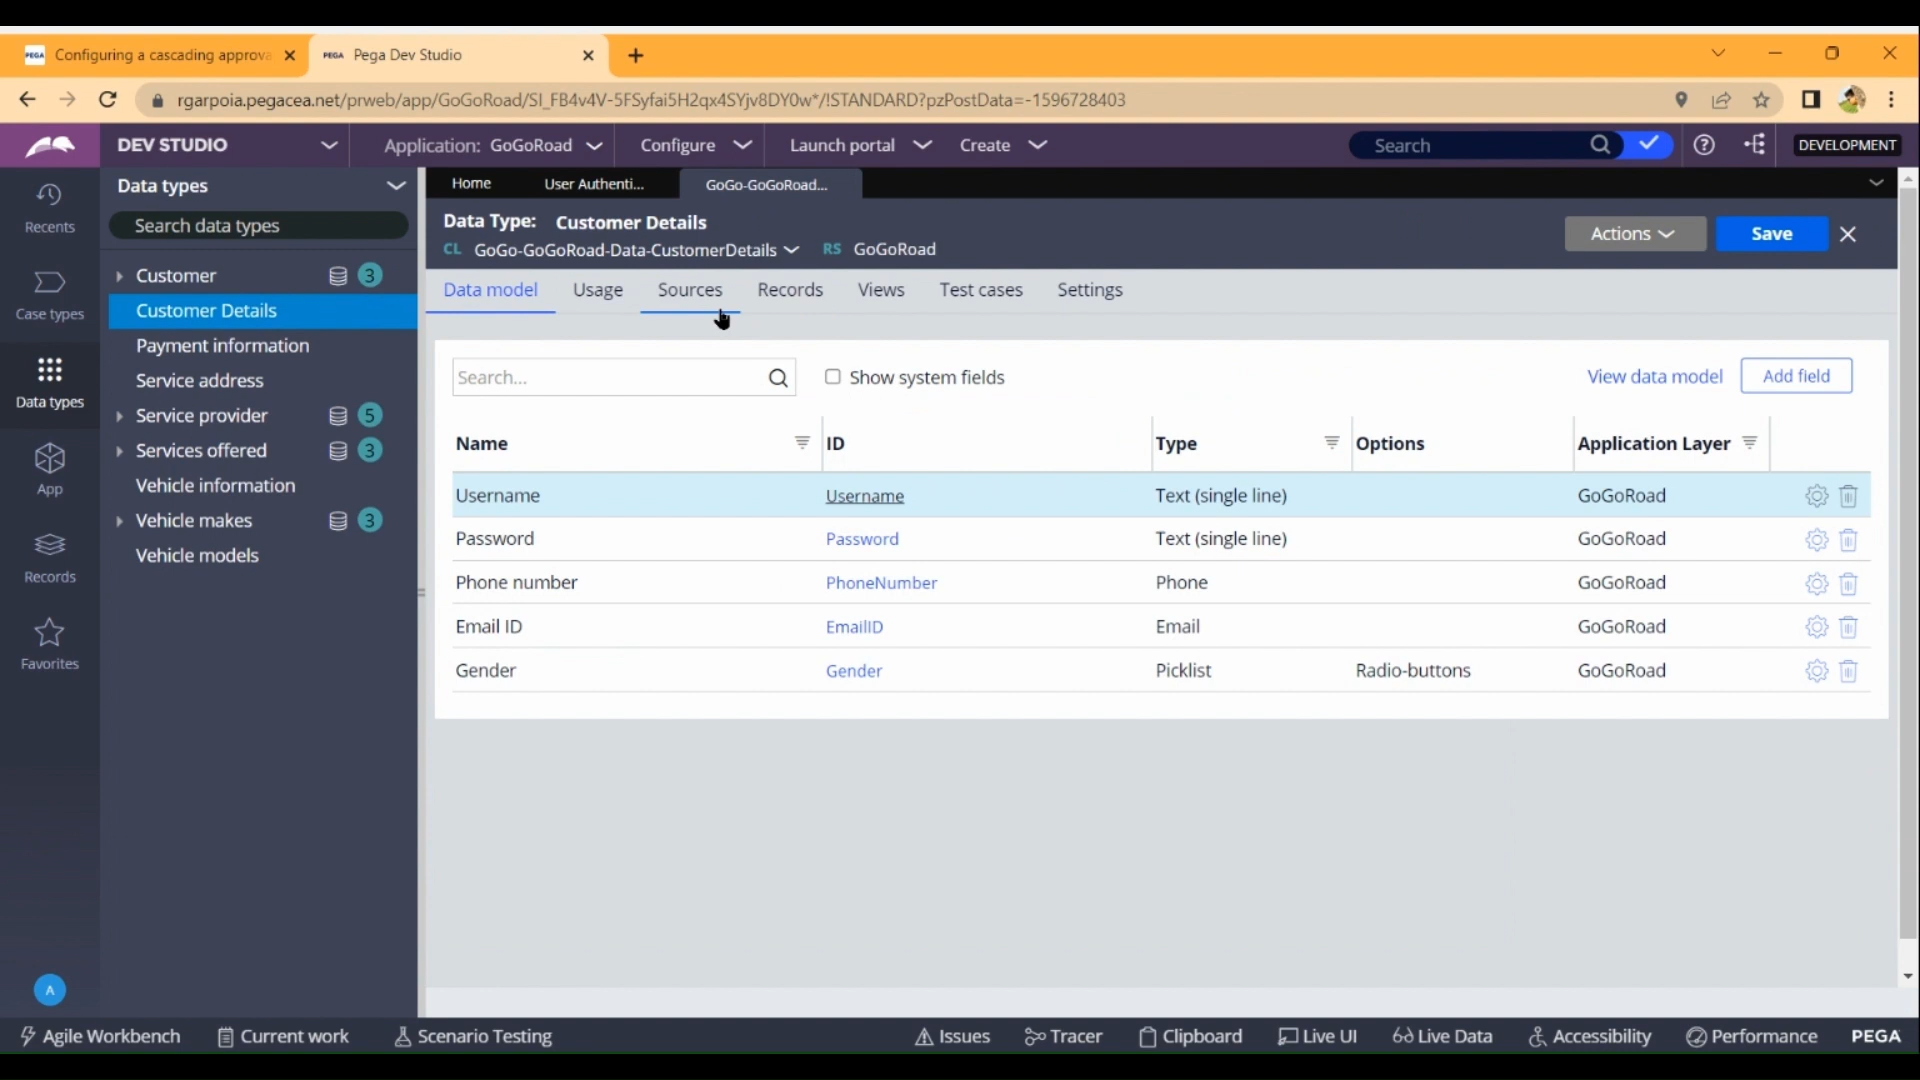 PEGA Configuring a cascading approva
PEGA Pega Dev Studio
rgarpoia.pegacea.net/prweb/app/GoGoRoad/SI_FB4v4V-5FSyfai5H2qx4SYjv8DY0w*/!STANDARD?pzPostData=-1596728403
DEV STUDIO Application: GoGoRoad Configure Launch portal Create Search DEVELOPMENT
Recents
Case types
Data types
App
Records
Favorites
A
Data types
Search data types
Customer 3
Customer Details
Payment information
Service address
Service provider 5
Services offered 3
Vehicle information
Vehicle makes 3
Vehicle models
Home User Authenti... GoGo-GoGoRoad...
Data Type: Customer Details
CL GoGo-GoGoRoad-Data-CustomerDetails RS GoGoRoad
Actions Save
Data model Usage Sources Records Views Test cases Settings
Search... Show system fields View data model Add field
Name ID Type Options Application Layer
Username Username Text (single line) GoGoRoad
Password Password Text (single line) GoGoRoad
Phone number PhoneNumber Phone GoGoRoad
Email ID EmailID Email GoGoRoad
Gender Gender Picklist Radio-buttons GoGoRoad
Agile Workbench Current work Scenario Testing Issues Tracer Clipboard Live UI Live Data Accessibility Performance PEGA